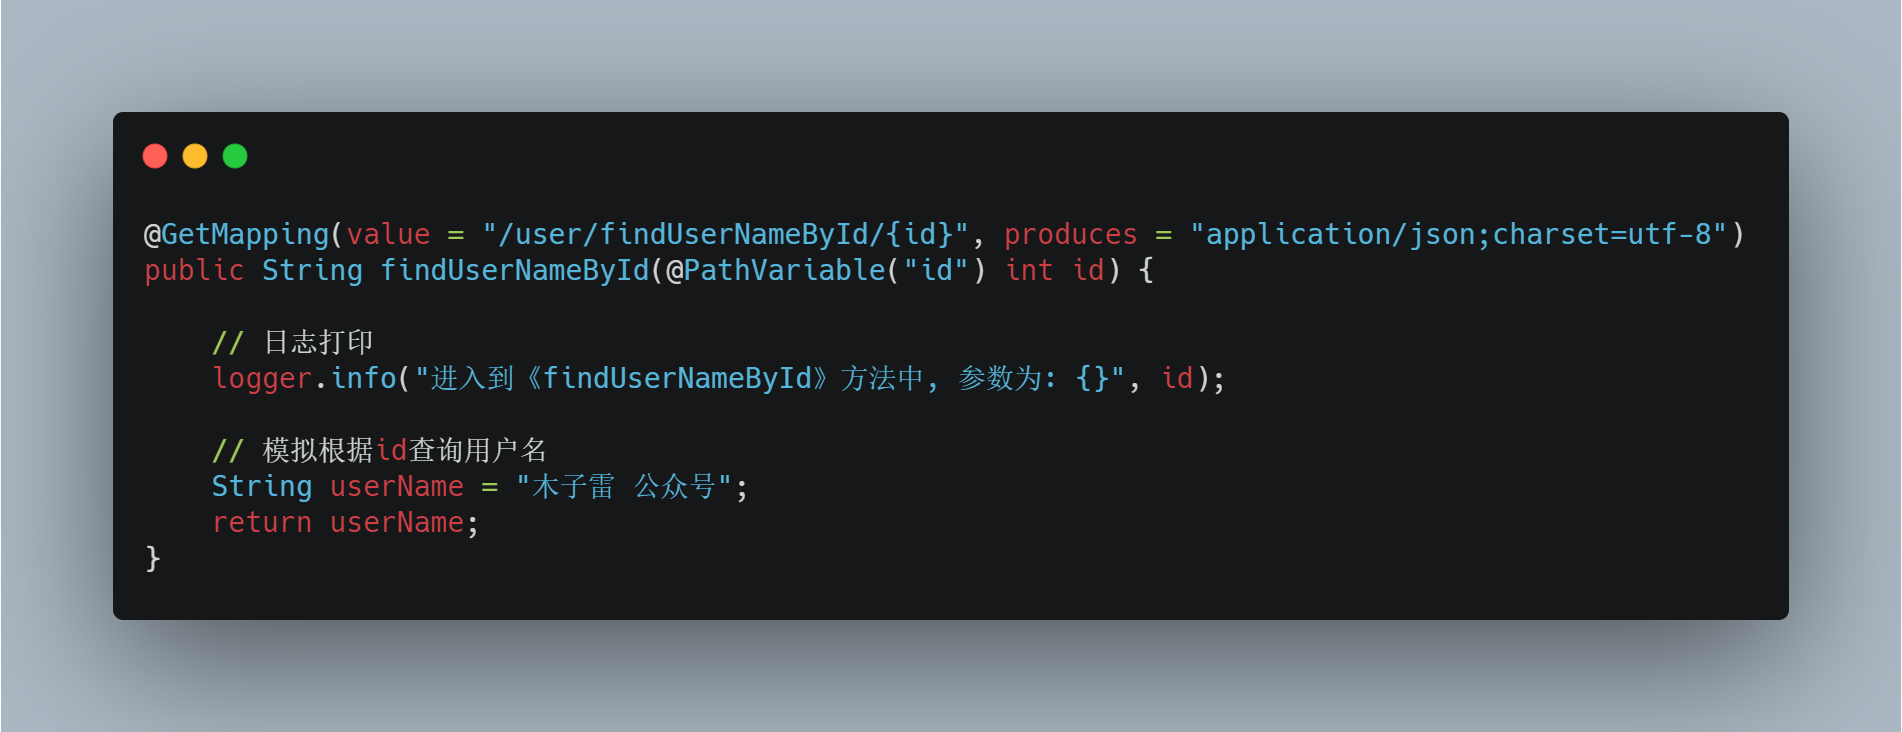 @GetMapping(value = "/user/findUserNameById/{id}", produces = "application/json;charset=utf-8")
public String findUserNameById(@PathVariable("id") int id) {
    // 日志打印
    logger.info("进入到《findUserNameById》方法中, 参数为: {}", id);
    // 模拟根据id查询用户名
    String userName = "木子雷 公众号";
    return userName;
}